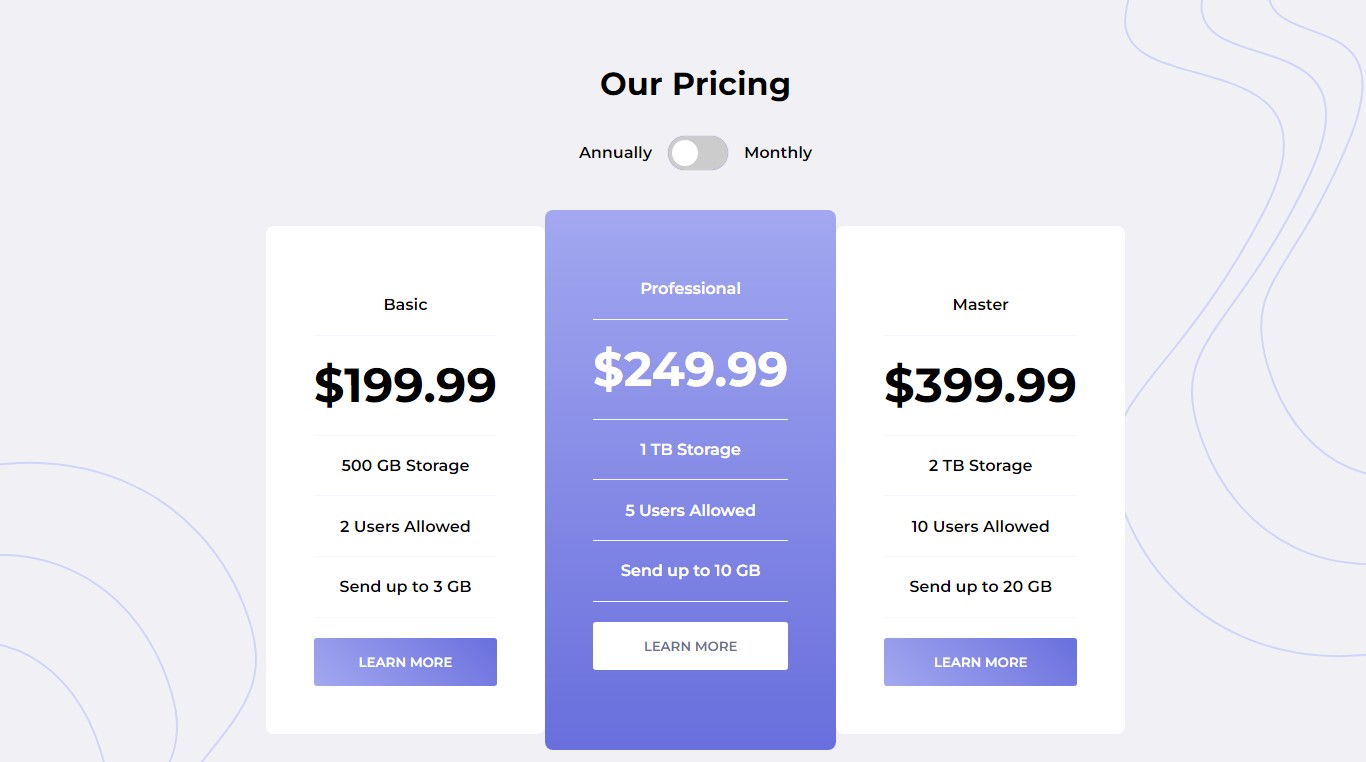 Our Pricing
Annually
Monthly
Basic
$199.99
500 GB Storage
2 Users Allowed
Send up to 3 GB
LEARN MORE
Professional
$249.99
1 TB Storage
5 Users Allowed
Send up to 10 GB
LEARN MORE
Master
$399.99
2 TB Storage
10 Users Allowed
Send up to 20 GB
LEARN MORE